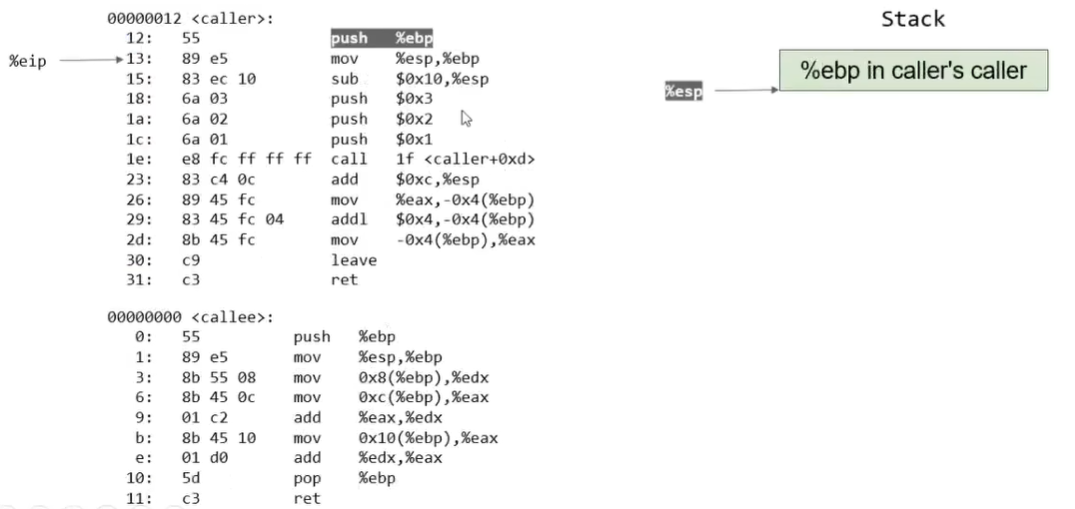 00000012 <caller>:
12: 55 push %ebp
%eip 13: 89 e5 mov %esp,%ebp
15: 83 ec 10 sub $0x10,%esp
18: 6a 03 push $0x3
1a: 6a 02 push $0x2
1c: 6a 01 push $0x1
1e: e8 fc ff ff ff call 1f <caller+0xd>
23: 83 c4 0c add $0xc,%esp
26: 89 45 fc mov %eax,-0x4(%ebp)
29: 83 45 fc 04 addl $0x4,-0x4(%ebp)
2d: 8b 45 fc mov -0x4(%ebp),%eax
30: c9 leave
31: c3 ret
00000000 <callee>:
0: 55 push %ebp
1: 89 e5 mov %esp,%ebp
3: 8b 55 08 mov 0x8(%ebp),%edx
6: 8b 45 0c mov 0xc(%ebp),%eax
9: 01 c2 add %eax,%edx
b: 8b 45 10 mov 0x10(%ebp),%eax
e: 01 d0 add %edx,%eax
10: 5d pop %ebp
11: c3 ret
Stack
%ebp in caller's caller
%esp